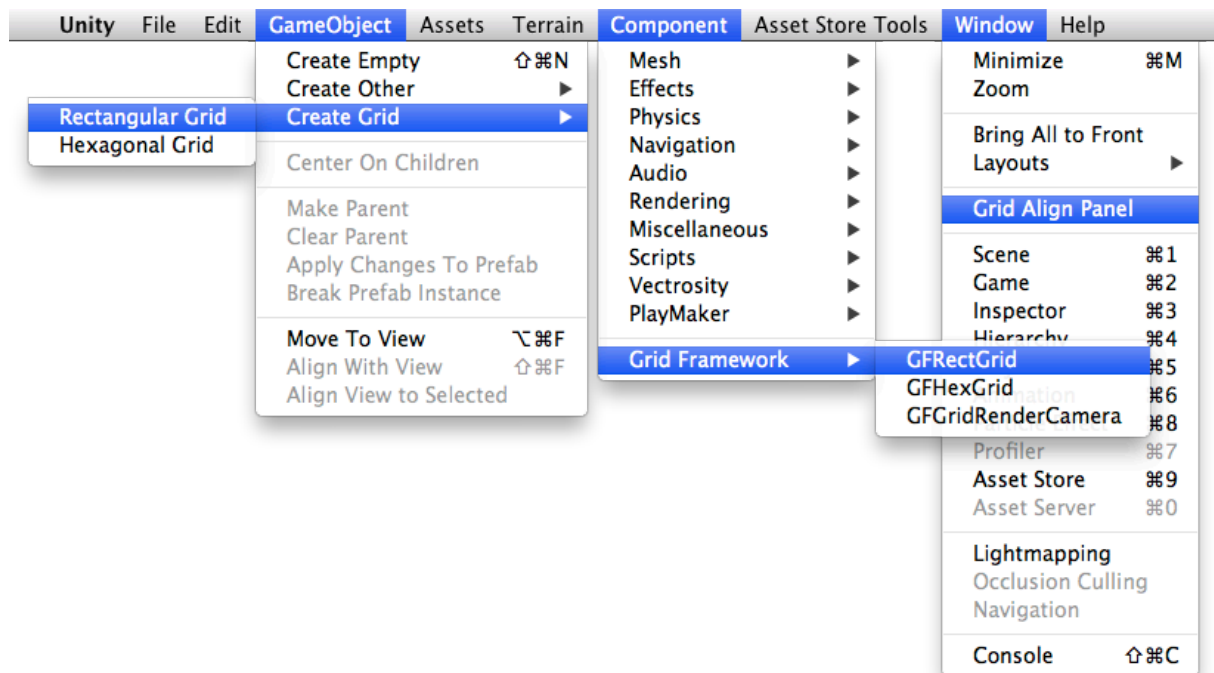 Unity File Edit GameObject Assets Terrain Component Asset Store Tools Window Help
Create Empty ⇧⌘N
Create Other ▶
Create Grid ▶
Rectangular Grid
Hexagonal Grid
Center On Children
Make Parent
Clear Parent
Apply Changes To Prefab
Break Prefab Instance
Move To View ⌥⌘F
Align With View ⇧⌘F
Align View to Selected
Mesh ▶
Effects ▶
Physics ▶
Navigation ▶
Audio ▶
Rendering ▶
Miscellaneous ▶
Scripts ▶
Vectrosity ▶
PlayMaker ▶
Grid Framework ▶
GFRectGrid
GFHexGrid
GFGridRenderCamera
Minimize ⌘M
Zoom
Bring All to Front
Layouts ▶
Grid Align Panel
Scene ⌘1
Game ⌘2
Inspector ⌘3
Hierarchy ⌘4
⌘5
Animation ⌘6
⌘8
Profiler ⌘7
Asset Store ⌘9
Asset Server ⌘0
Lightmapping
Occlusion Culling
Navigation
Console ⇧⌘C